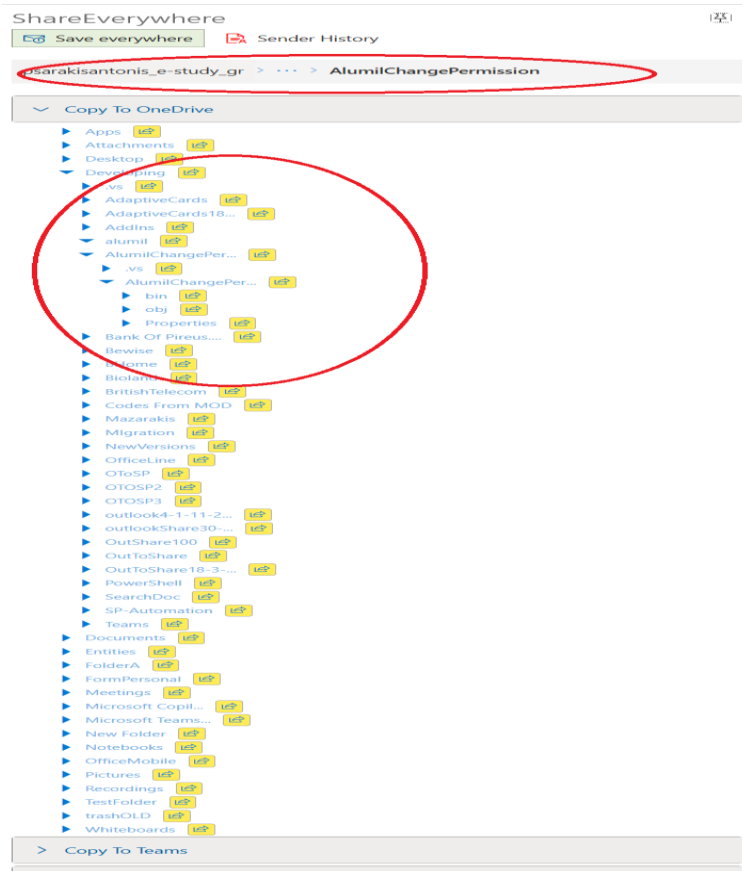 ShareEverywhere
Save everywhere Sender History
psarakisantonis_e-study_gr > ··· > AlumilChangePermission
Copy To OneDrive
Apps
Attachments
Desktop
Developing
.vs
AdaptiveCards
AdaptiveCards18...
AddIns
alumil
AlumilChangePer...
.vs
AlumilChangePer...
bin
obj
Properties
Bank Of Pireus....
Bewise
BHome
Bioland
BritishTelecom
Codes From MOD
Mazarakis
MIgration
NewVersions
OfficeLine
OToSP
OTOSP2
OTOSP3
outlook4-1-11-2...
outlookShare30-...
OutShare100
OutToShare
OutToShare18-3-...
PowerShell
SearchDoc
SP-Automation
Teams
Documents
Entities
FolderA
FormPersonal
Meetings
Microsoft Copil...
Microsoft Teams...
New Folder
Notebooks
OfficeMobile
Pictures
Recordings
TestFolder
trashOLD
Whiteboards
> Copy To Teams